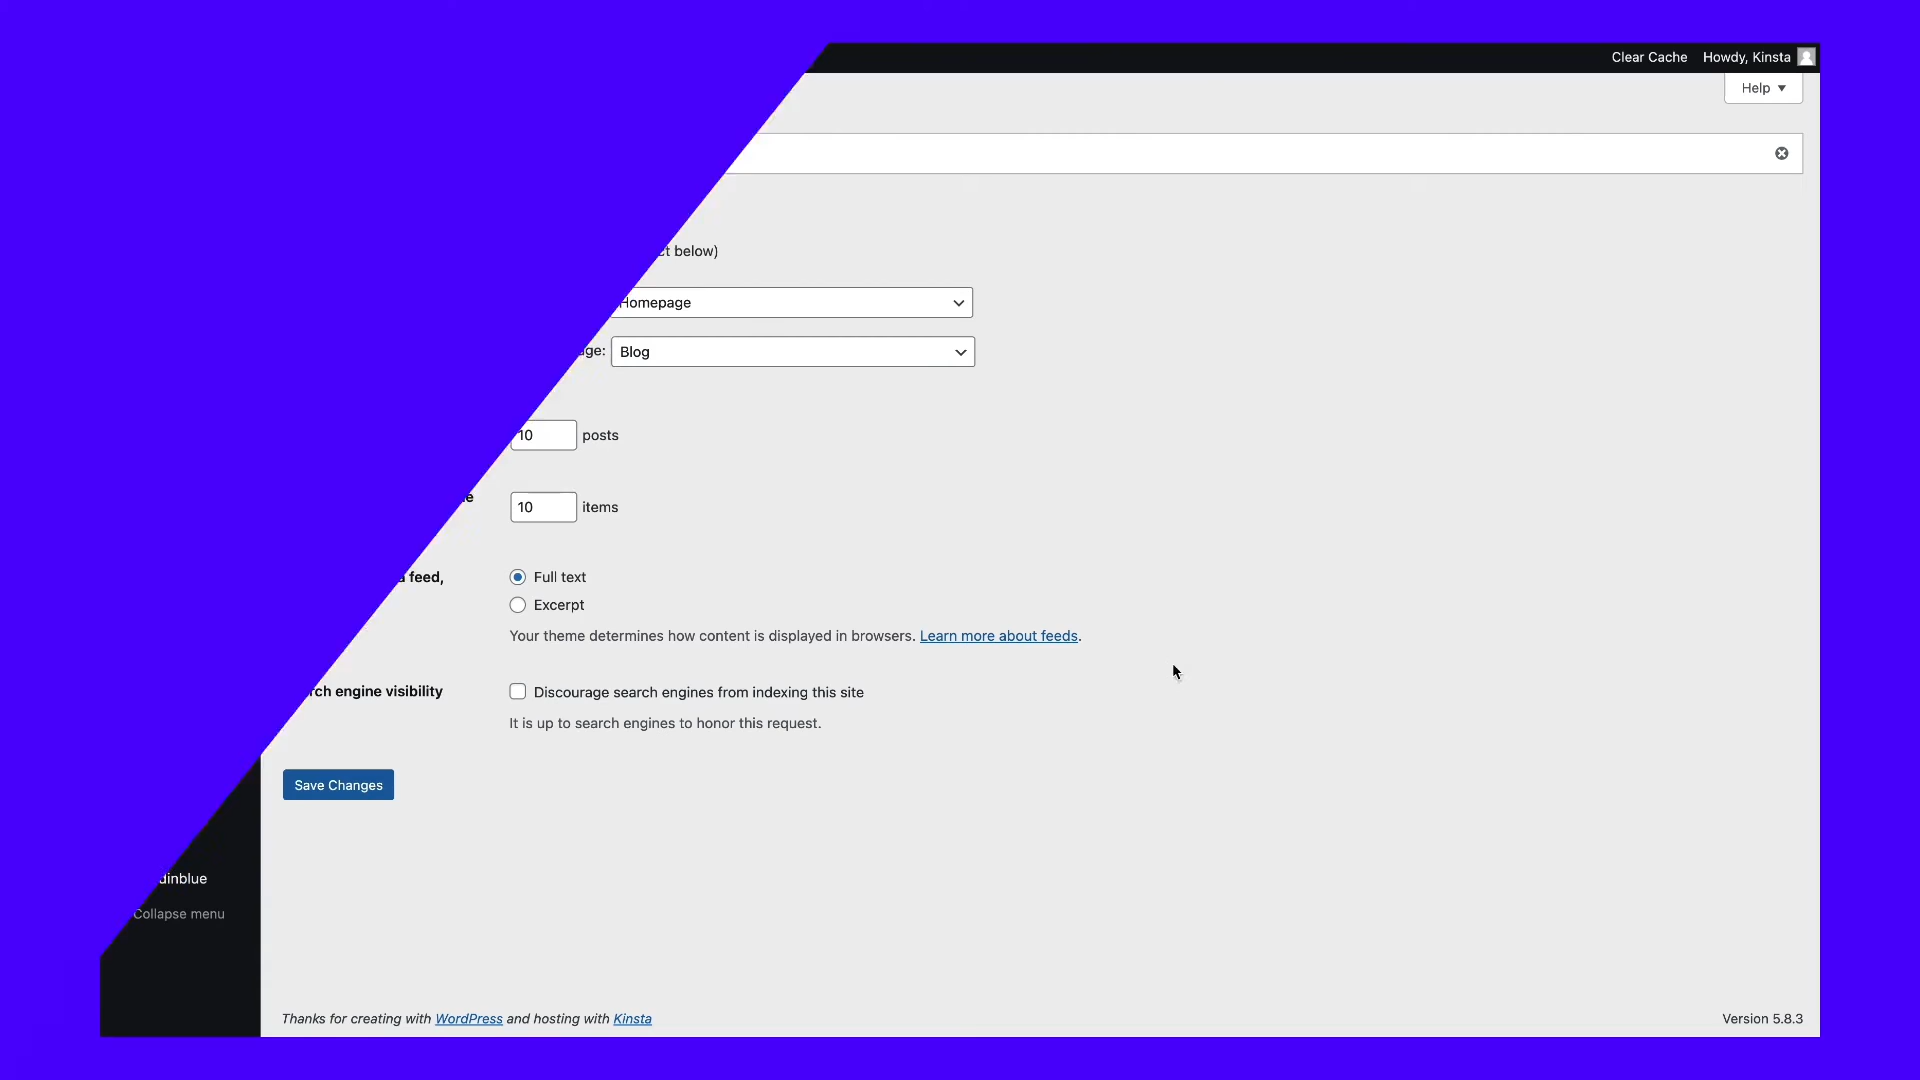 Clear Cache Howdy, Kinsta
Help
below)
Homepage
Blog
10 posts
10 items
feed,
Full text
Excerpt
Your theme determines how content is displayed in browsers. Learn more about feeds.
engine visibility
Discourage search engines from indexing this site
It is up to search engines to honor this request.
Save Changes
Collapse menu
Thanks for creating with WordPress and hosting with Kinsta
Version 5.8.3